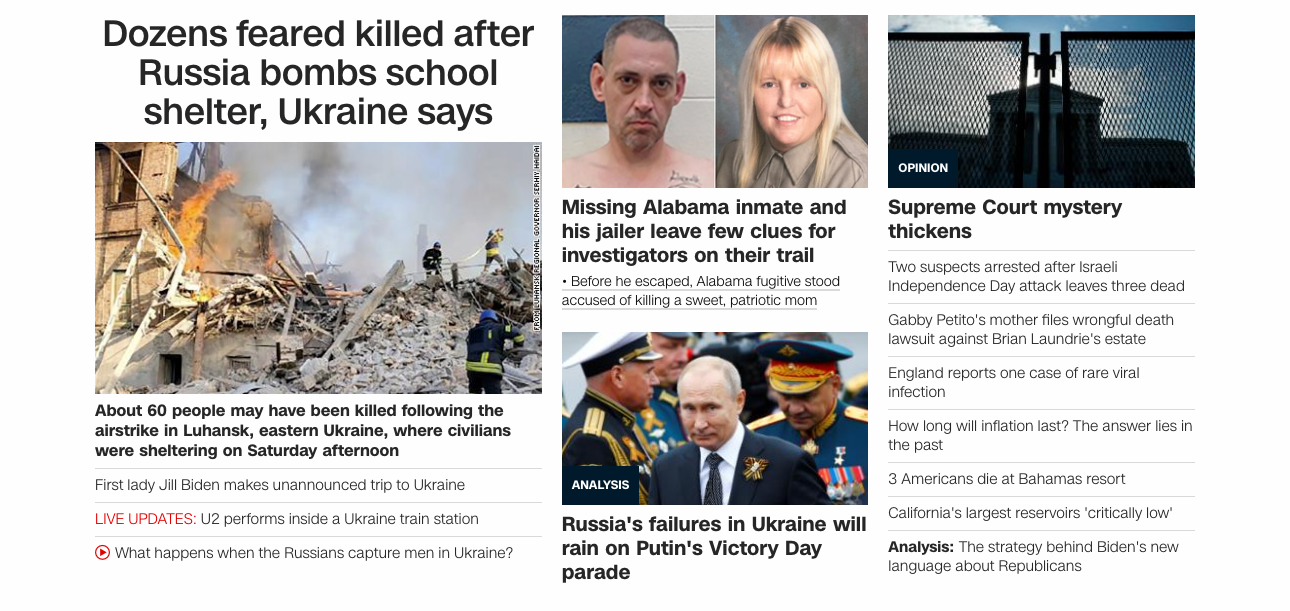 Dozens feared killed after
Russia bombs school
shelter, Ukraine says
FROM LUHANSK REGIONAL GOVERNOR SERHIY HAIDAI
About 60 people may have been killed following the
airstrike in Luhansk, eastern Ukraine, where civilians
were sheltering on Saturday afternoon
First lady Jill Biden makes unannounced trip to Ukraine
LIVE UPDATES: U2 performs inside a Ukraine train station
What happens when the Russians capture men in Ukraine?
Missing Alabama inmate and
his jailer leave few clues for
investigators on their trail
• Before he escaped, Alabama fugitive stood
accused of killing a sweet, patriotic mom
ANALYSIS
Russia's failures in Ukraine will
rain on Putin's Victory Day
parade
OPINION
Supreme Court mystery
thickens
Two suspects arrested after Israeli
Independence Day attack leaves three dead
Gabby Petito's mother files wrongful death
lawsuit against Brian Laundrie's estate
England reports one case of rare viral
infection
How long will inflation last? The answer lies in
the past
3 Americans die at Bahamas resort
California's largest reservoirs 'critically low'
Analysis: The strategy behind Biden's new
language about Republicans